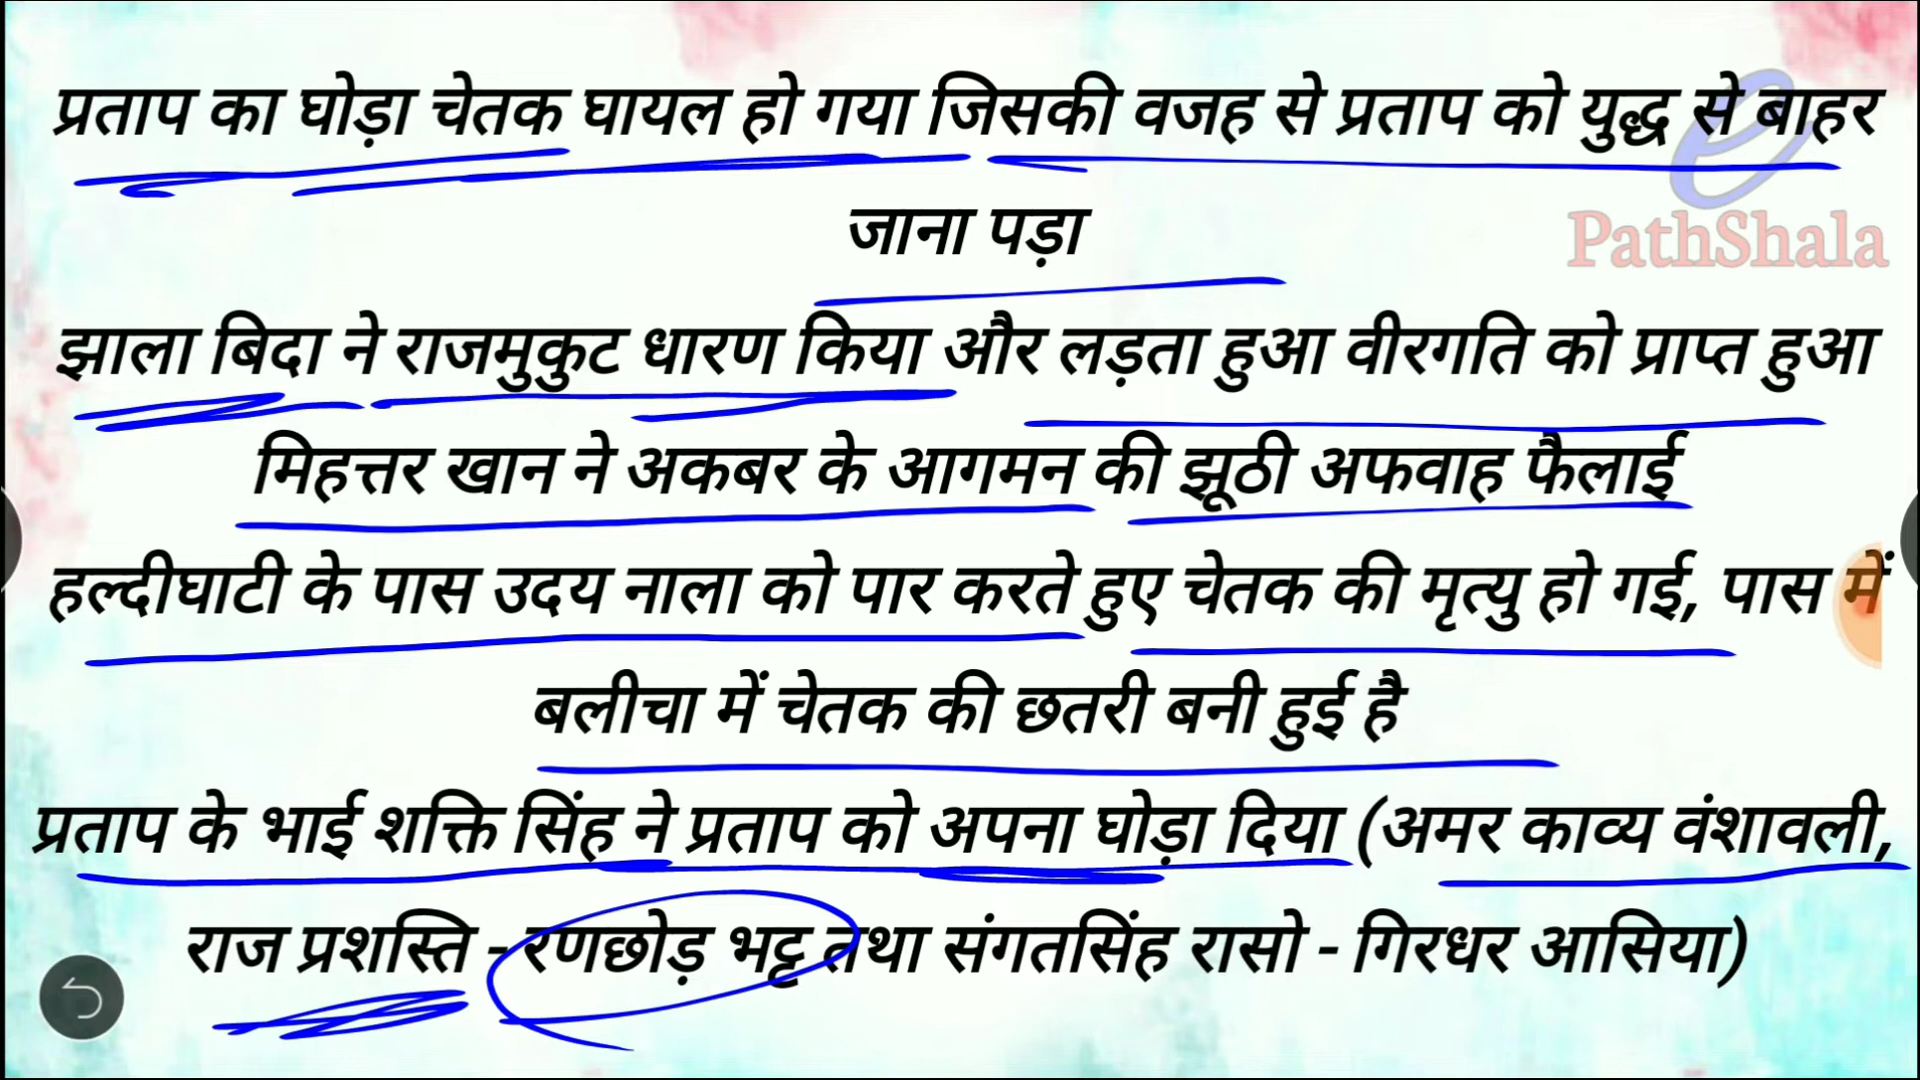 प्रताप का घोड़ा चेतक घायल हो गया जिसकी वजह से प्रताप को युद्ध से बाहर
जाना पड़ा
e
PathShala
झाला बिदा ने राजमुकुट धारण किया और लड़ता हुआ वीरगति को प्राप्त हुआ
मिहत्तर खान ने अकबर के आगमन की झूठी अफवाह फैलाई
हल्दीघाटी के पास उदय नाला को पार करते हुए चेतक की मृत्यु हो गई, पास में
बलीचा में चेतक की छतरी बनी हुई है
प्रताप के भाई शक्ति सिंह ने प्रताप को अपना घोड़ा दिया (अमर काव्य वंशावली,
राज प्रशस्ति - रणछोड़ भट्ट तथा संगतसिंह रासो - गिरधर आसिया)